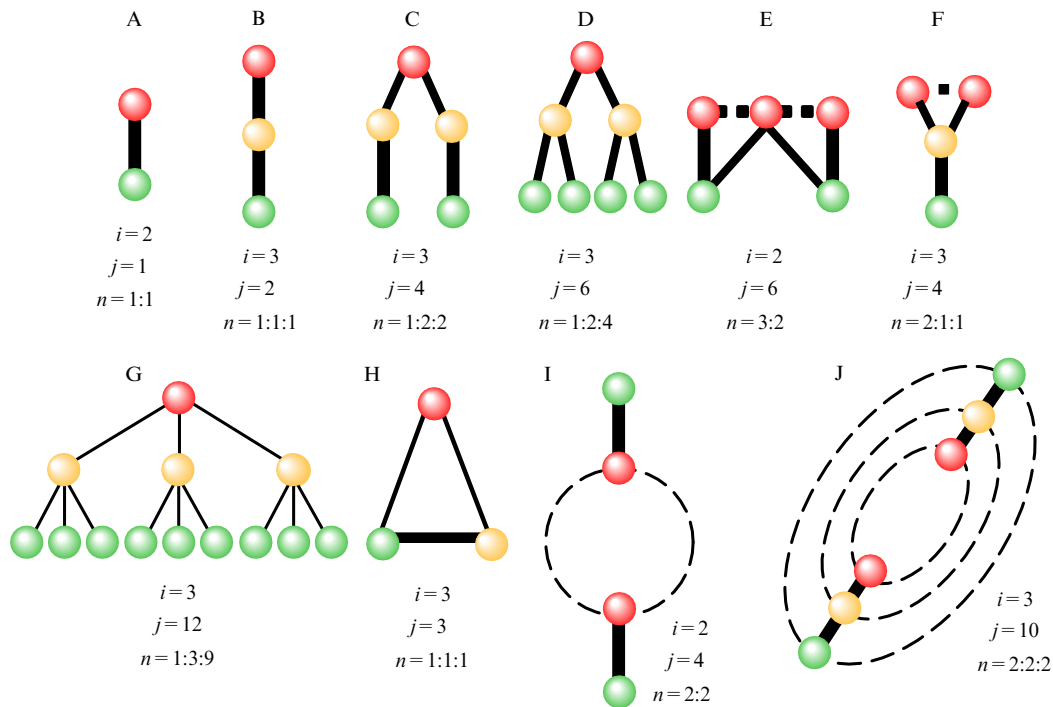 A
B
C
D
E
F
i = 2
j = 1
n = 1:1
i = 3
j = 2
n = 1:1:1
i = 3
j = 4
n = 1:2:2
i = 3
j = 6
n = 1:2:4
i = 2
j = 6
n = 3:2
i = 3
j = 4
n = 2:1:1
G
H
I
J
i = 3
j = 12
n = 1:3:9
i = 3
j = 3
n = 1:1:1
i = 2
j = 4
n = 2:2
i = 3
j = 10
n = 2:2:2